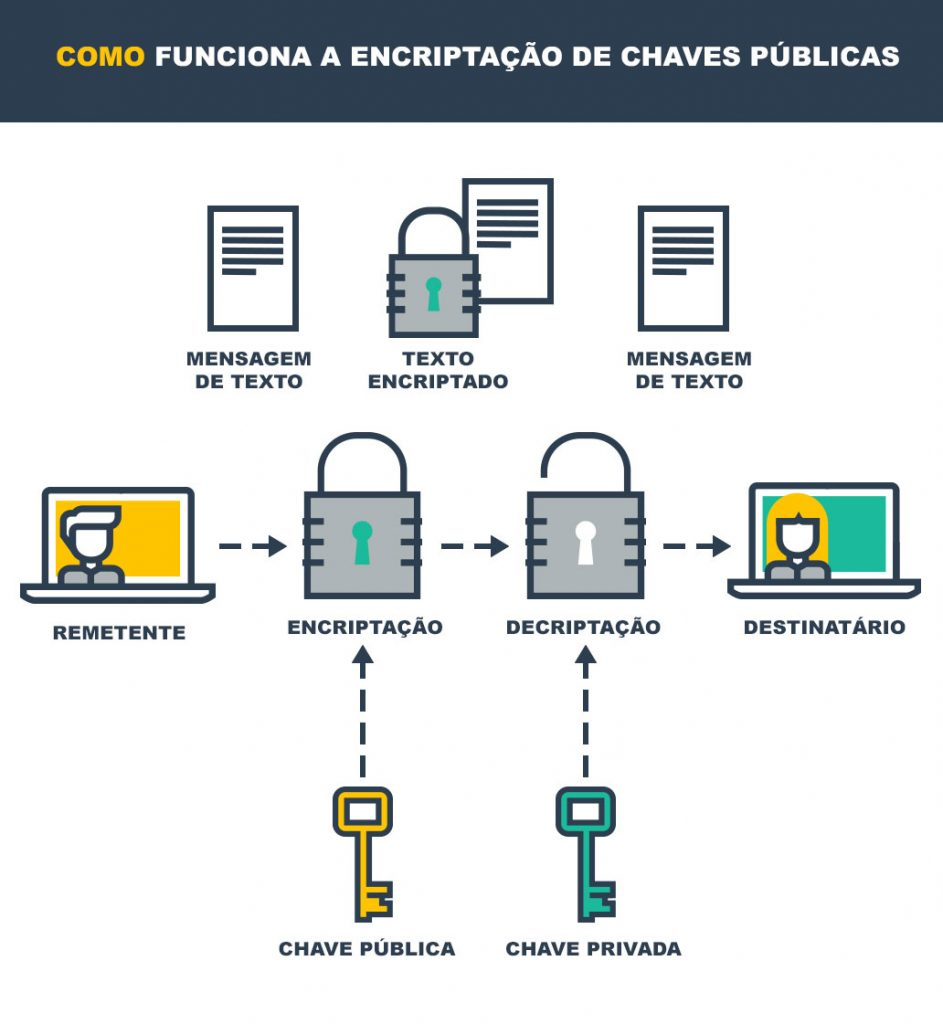 COMO FUNCIONA A ENCRIPTAÇÃO DE CHAVES PÚBLICAS
MENSAGEM
DE TEXTO
TEXTO
ENCRIPTADO
MENSAGEM
DE TEXTO
REMETENTE
ENCRIPTAÇÃO
DECRIPTAÇÃO
DESTINATÁRIO
CHAVE PÚBLICA
CHAVE PRIVADA